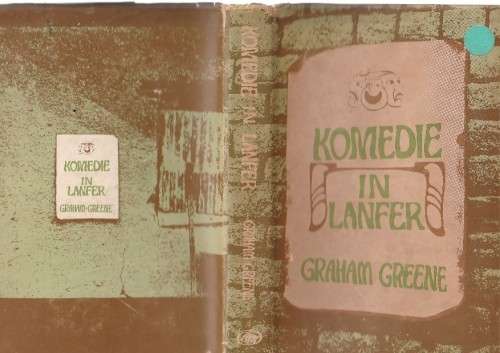 KOMEDIE
IN
LANFER
GRAHAM GREENE
KOMEDIE IN LANFER
GRAHAM GREENE
KOMEDIE
IN
LANFER
GRAHAM GREENE